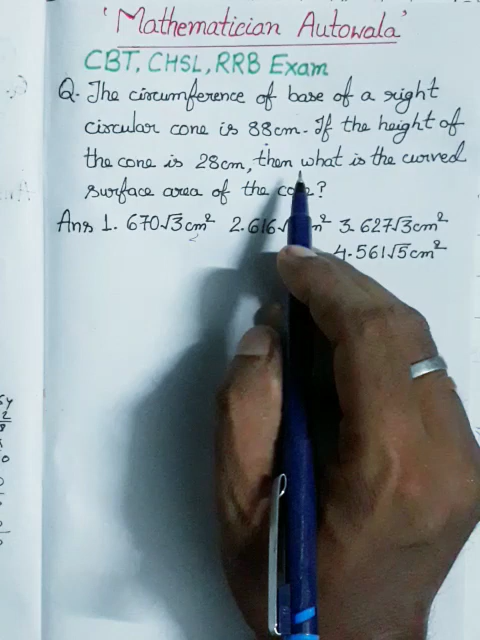 'Mathematician Autowala'
CBT, CHSL, RRB Exam
Q. The circumference of base of a right
circular cone is 88cm. If the height of
the cone is 28cm, then what is the curved
surface area of the ?
Ans 1. 670√3cm² 2. 616√ 3. 627√3cm²
4. 561√5cm²